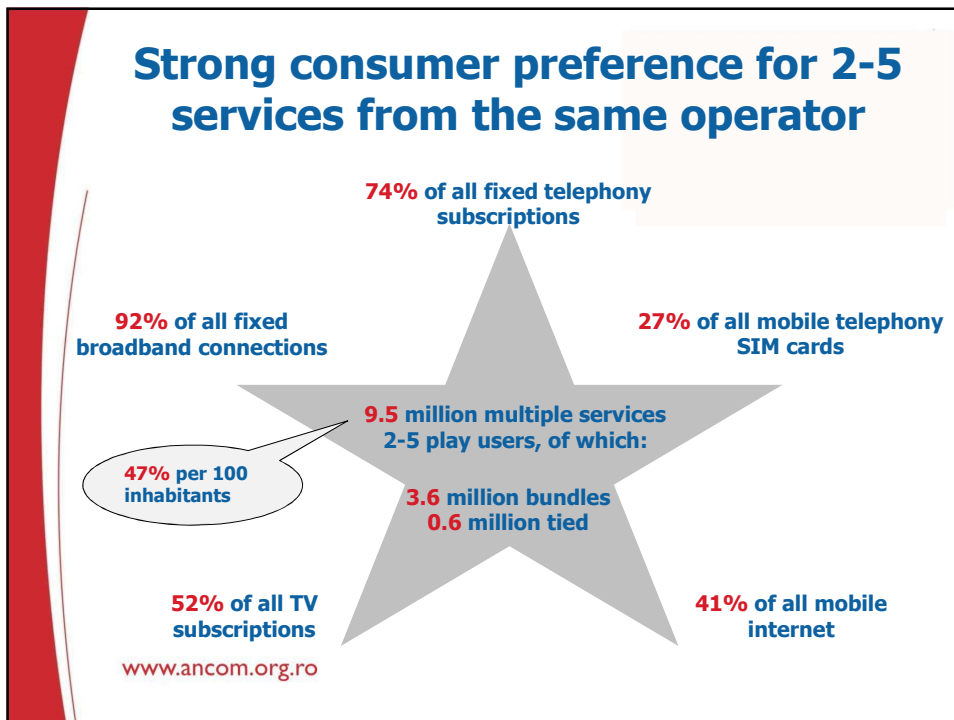 Strong consumer preference for 2-5
services from the same operator
74% of all fixed telephony
subscriptions
92% of all fixed
broadband connections
27% of all mobile telephony
SIM cards
9.5 million multiple services
2-5 play users, of which:
47% per 100
inhabitants
3.6 million bundles
0.6 million tied
52% of all TV
subscriptions
41% of all mobile
internet
www.ancom.org.ro